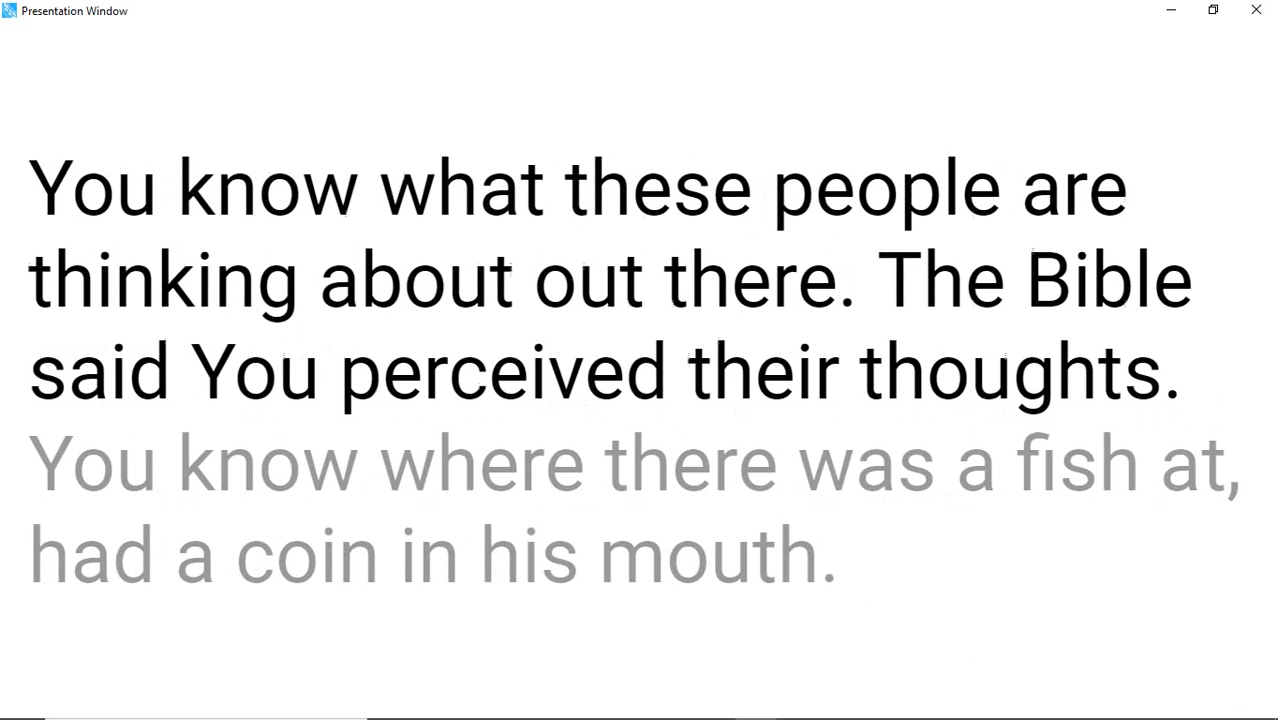 Presentation Window
You know what these people are
thinking about out there. The Bible
said You perceived their thoughts.
You know where there was a fish at,
had a coin in his mouth.